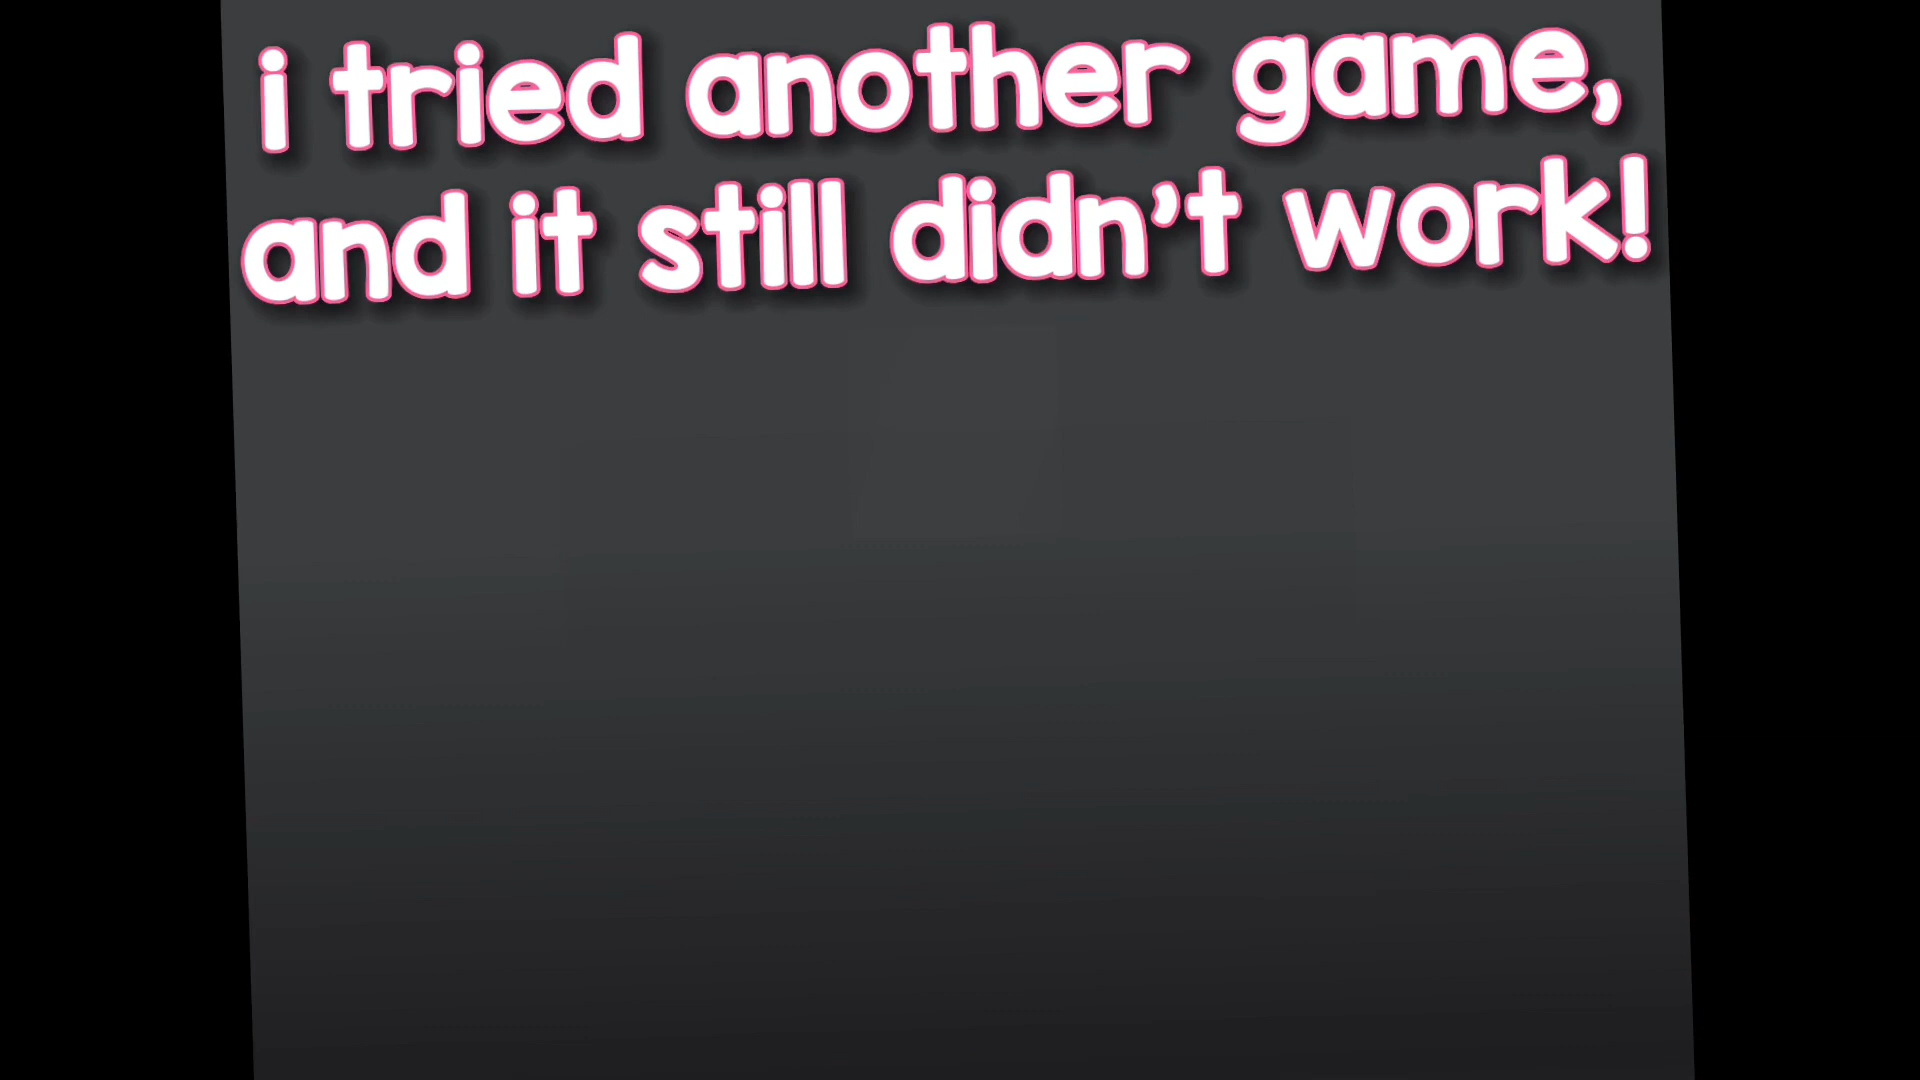 i tried another game,
and it still didn't work!